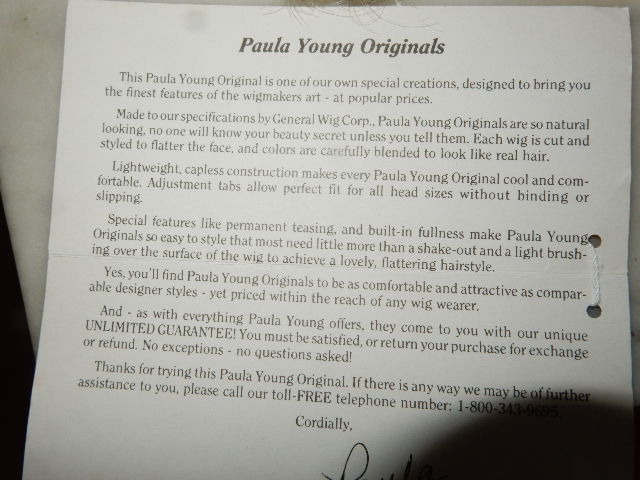 Paula Young Originals
This Paula Young Original is one of our own special creations, designed to bring you
the finest features of the wigmakers art - at popular prices.
Made to our specifications by General Wig Corp., Paula Young Originals are so natural
looking, no one will know your beauty secret unless you tell them. Each wig is cut and
styled to flatter the face, and colors are carefully blended to look like real hair.
Lightweight, capless construction makes every Paula Young Original cool and com-
fortable. Adjustment tabs allow perfect fit for all head sizes without binding or
slipping.
Special features like permanent teasing, and built-in fullness make Paula Young
Originals so easy to style that most need little more than a shake-out and a light brush-
ing over the surface of the wig to achieve a lovely, flattering hairstyle.
Yes, you'll find Paula Young Originals to be as comfortable and attractive as compar-
able designer styles - yet priced within the reach of any wig wearer.
And - as with everything Paula Young offers, they come to you with our unique
UNLIMITED GUARANTEE! You must be satisfied, or return your purchase for exchange
or refund. No exceptions - no questions asked!
Thanks for trying this Paula Young Original. If there is any way we may be of further
assistance to you, please call our toll-FREE telephone number: 1-800-343-9695.
Cordially,
Paula